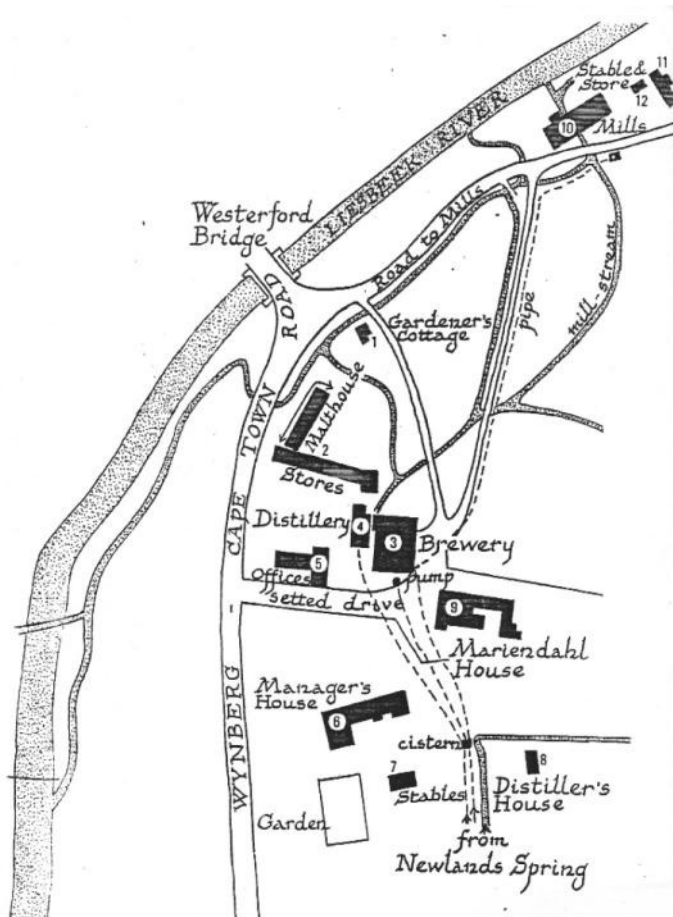 11
Stable &
Store
12
10
Mills
LIESBEEK RIVER
Westerford
Bridge
Road to Mills
ROAD
1
Gardener's
Cottage
pipe
mill-stream
Malthouse
2
Stores
CAPE TOWN
Distillery
4
3
Brewery
5
Offices
pump
setted drive
9
Mariendahl
House
Manager's
House
6
cistern
7
Stables
8
Distiller's
House
WYNBERG
Garden
from
Newlands Spring